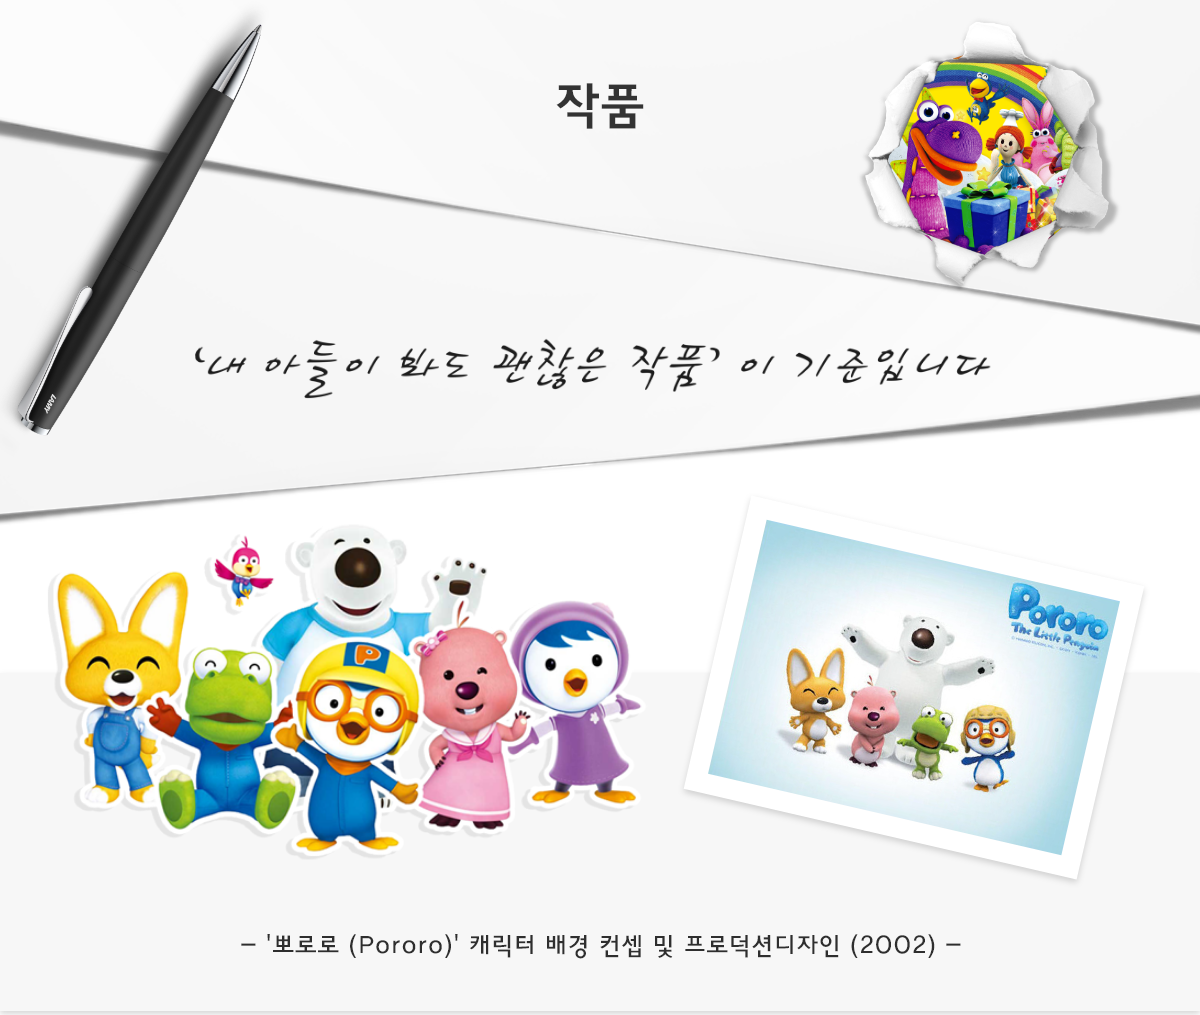 작품
LAMY
‘내 아들이 봐도 괜찮은 작품’ 이 기준입니다
P
Pororo
The Little Penguin
– '뽀로로 (Pororo)' 캐릭터 배경 컨셉 및 프로덕션디자인 (2002) –